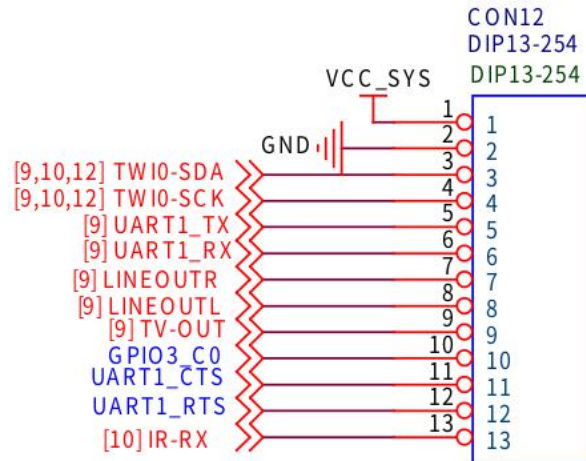 CON12
DIP13-254
DIP13-254
VCC_SYS
1 1
GND 2 2
[9,10,12] TWI0-SDA 3 3
[9,10,12] TWI0-SCK 4 4
[9] UART1_TX 5 5
[9] UART1_RX 6 6
[9] LINEOUTR 7 7
[9] LINEOUTL 8 8
[9] TV-OUT 9 9
GPIO3_C0 10 10
UART1_CTS 11 11
UART1_RTS 12 12
[10] IR-RX 13 13